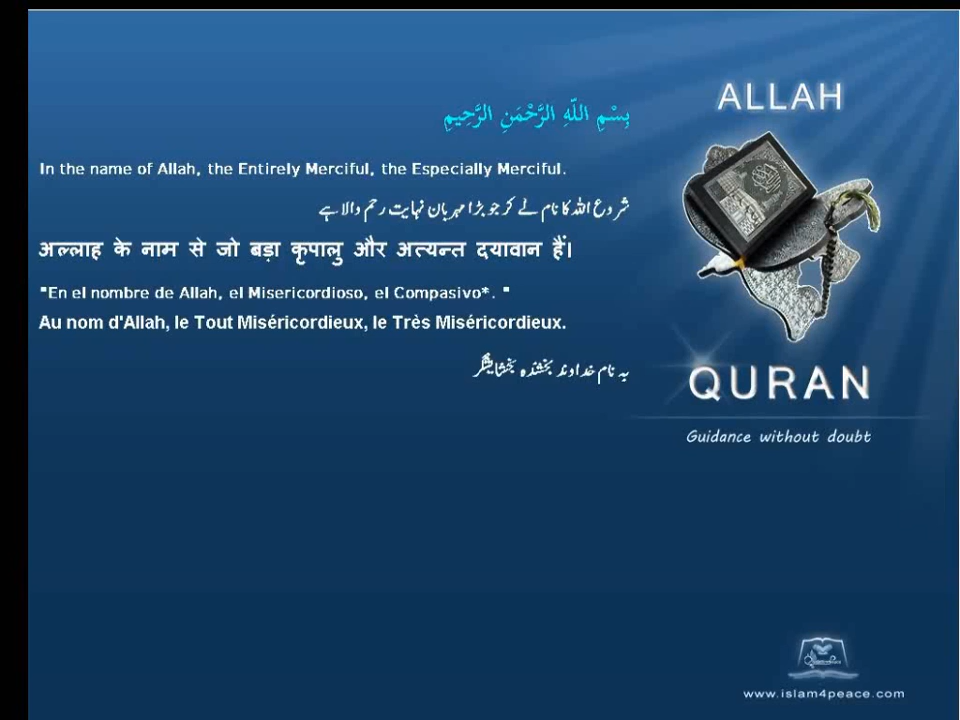 بِسْمِ اللَّهِ الرَّحْمَنِ الرَّحِيمِ
In the name of Allah, the Entirely Merciful, the Especially Merciful.
شروع الله کا نام لے کر جو بڑا مہربان نہایت رحم والا ہے
अल्लाह के नाम से जो बड़ा कृपालु और अत्यन्त दयावान हैं।
"En el nombre de Allah, el Misericordioso, el Compasivo*. "
Au nom d'Allah, le Tout Miséricordieux, le Très Miséricordieux.
به نام خداوند بخشنده بخشایشگر
ALLAH
QURAN
Guidance without doubt
www.islam4peace.com